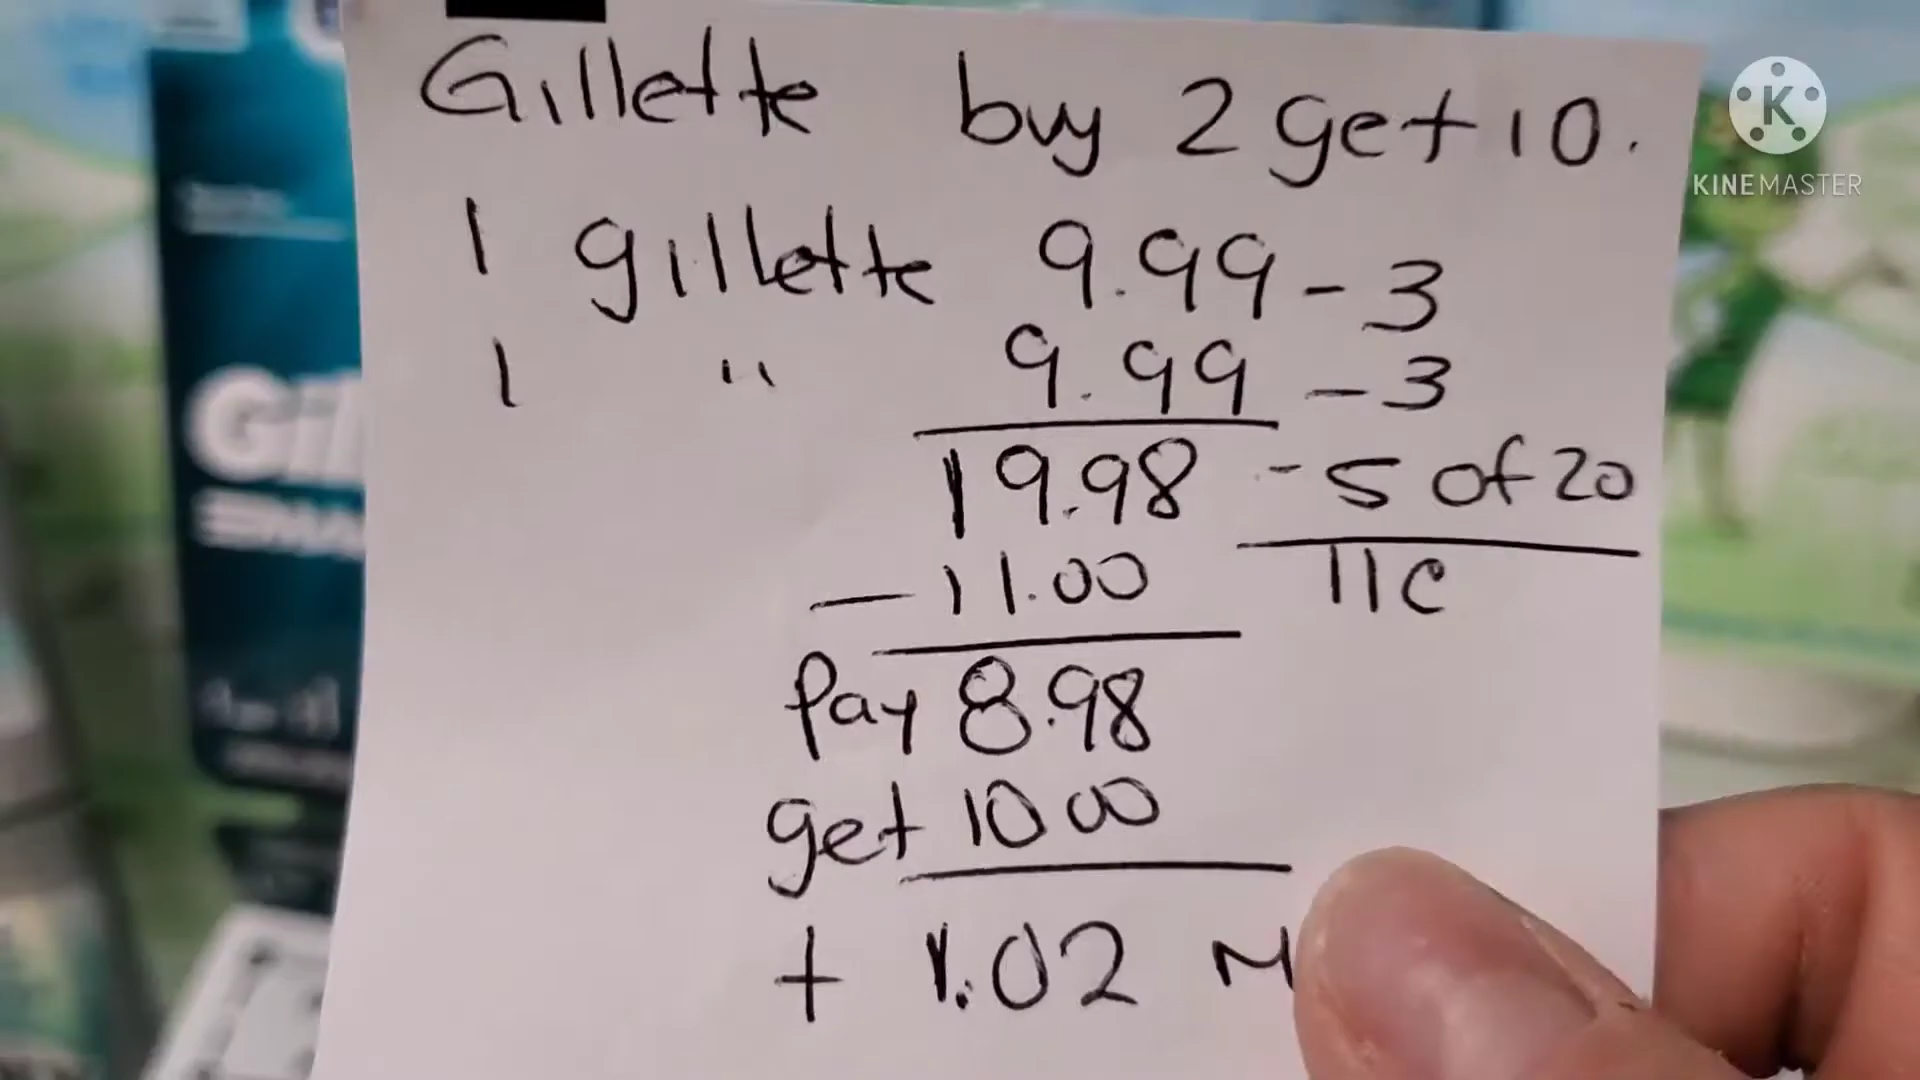 Gillette buy 2 get 10.
1 gillette 9.99 - 3
1 " 9.99 - 3
19.98 - 5 of 20
- 11.00 11c
Pay 8.98
get 10 00
+ 1.02 M
KINEMASTER